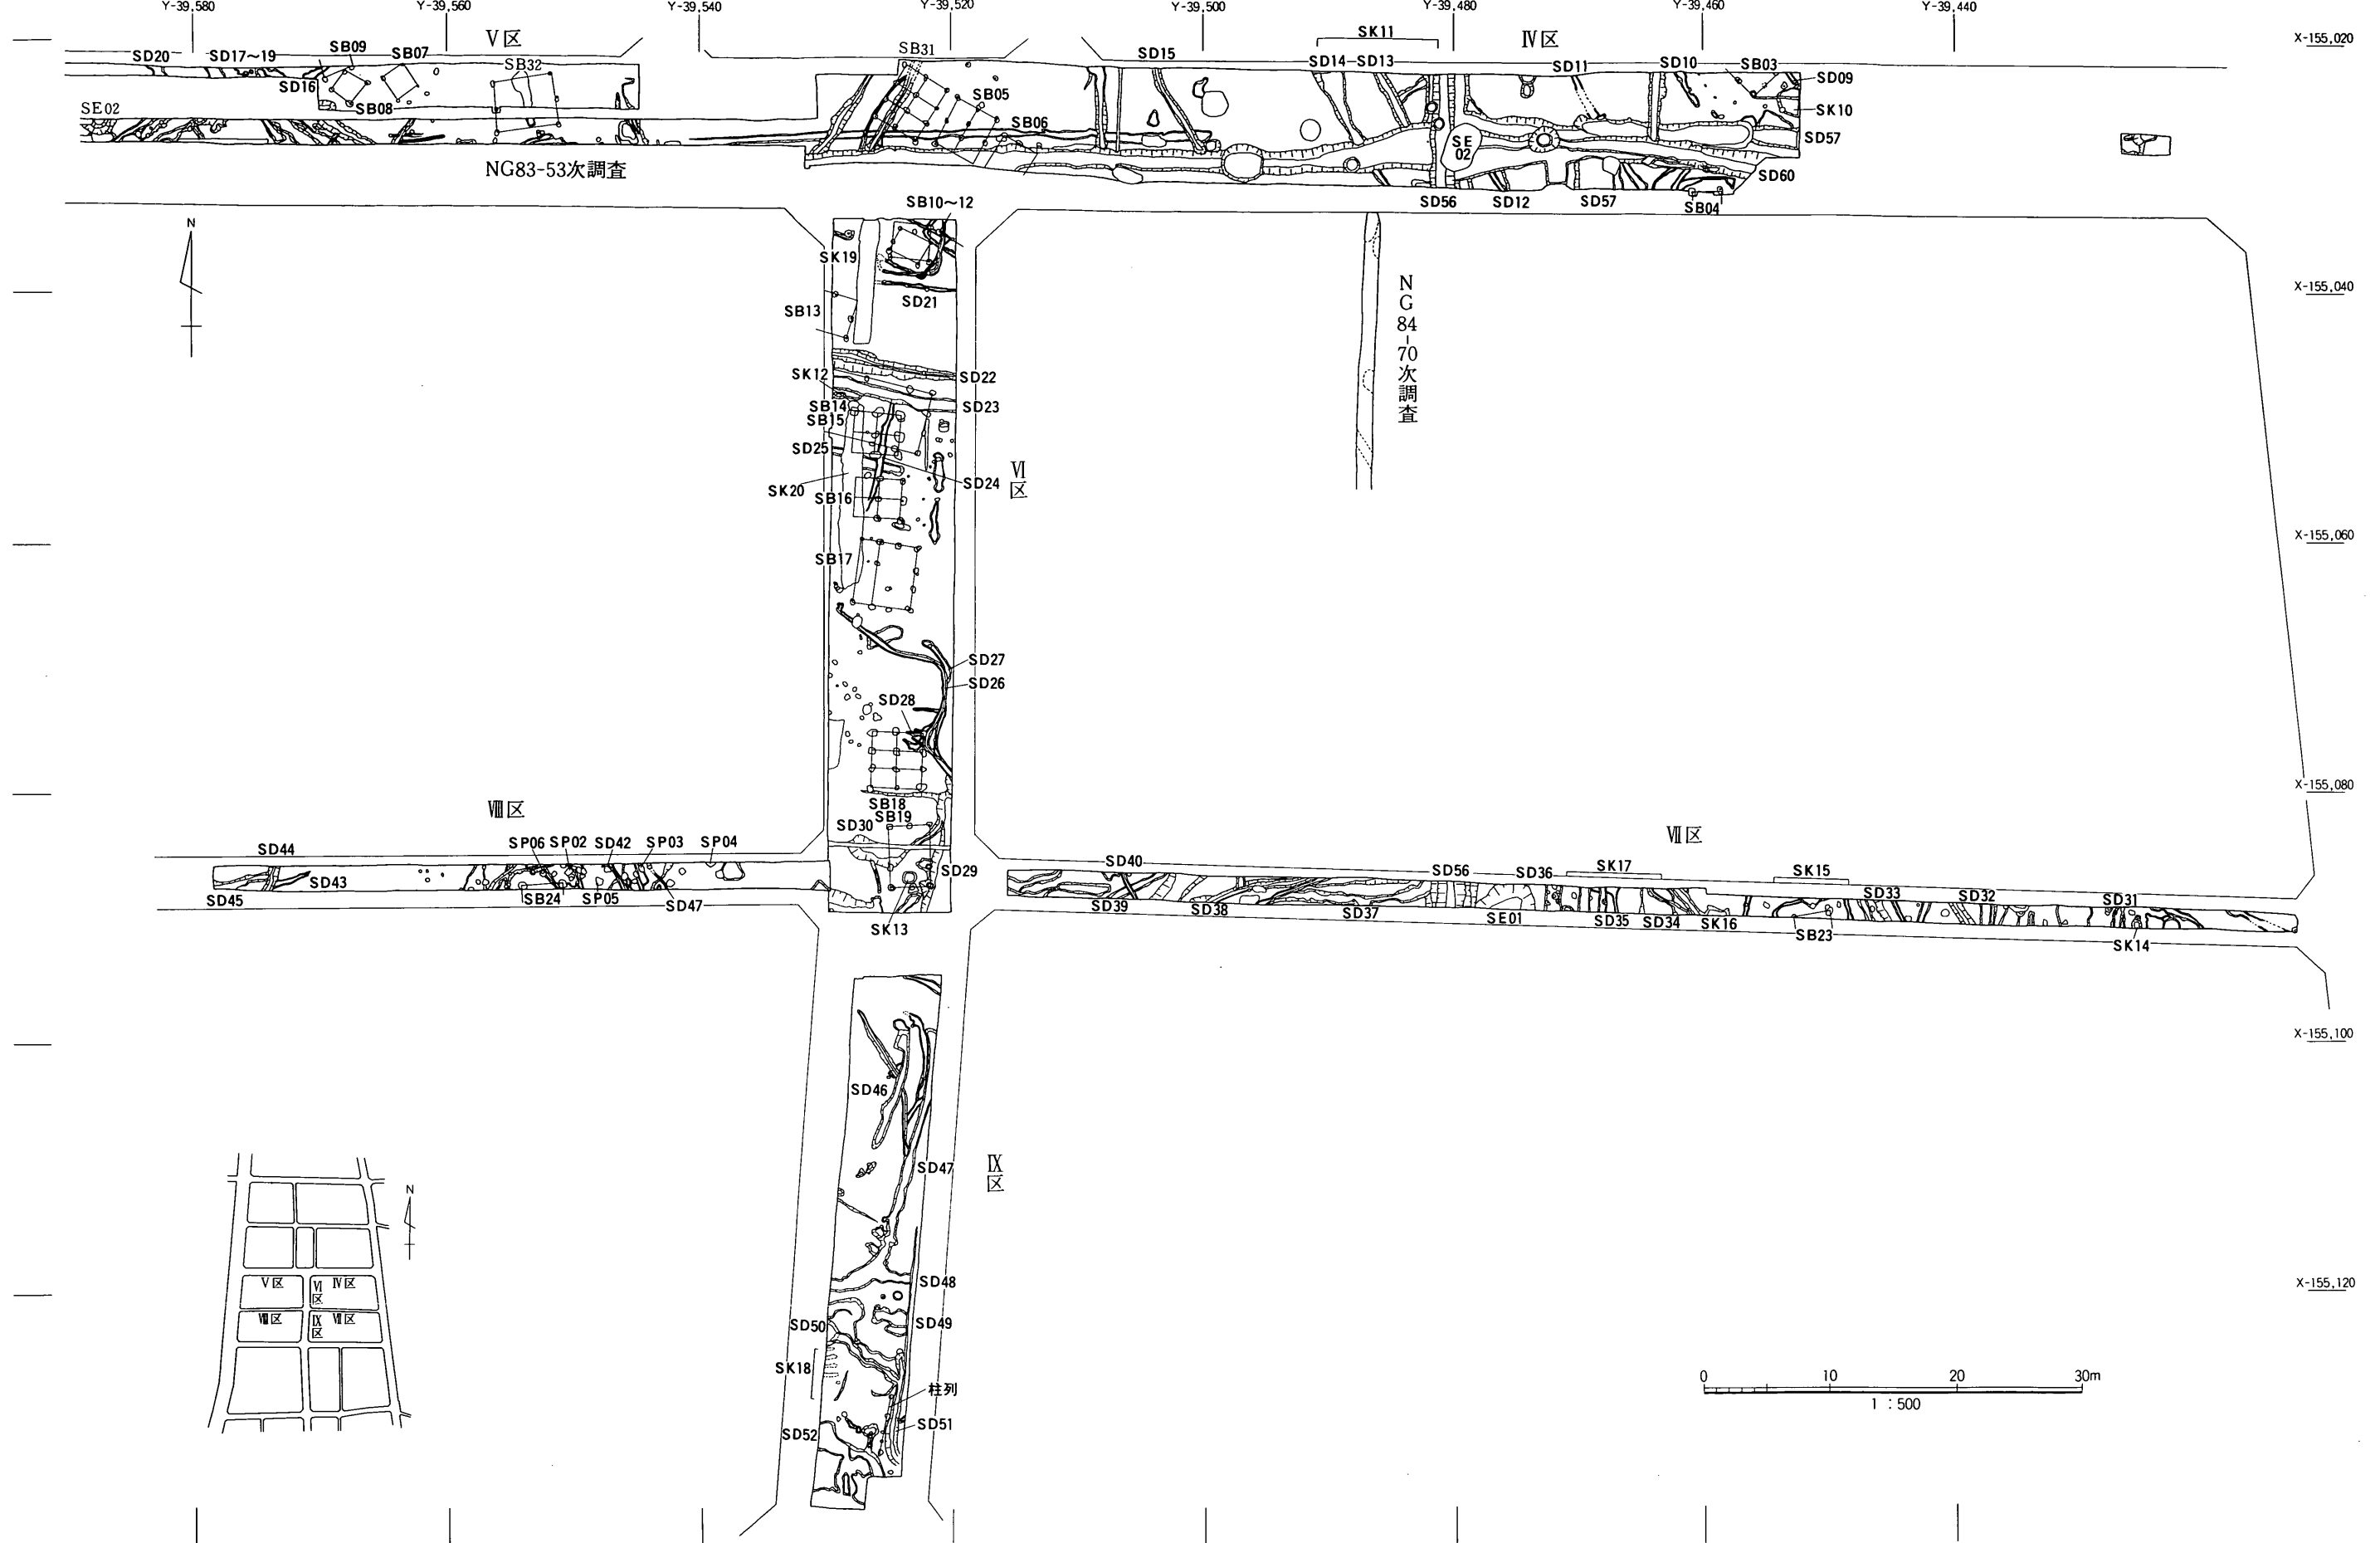 Y-39,580
Y-39,560
Y-39,540
Y-39,520
Y-39,500
Y-39,480
Y-39,460
Y-39,440
X-155,020
X-155,040
X-155,060
X-155,080
X-155,100
X-155,120
V区
IV区
SD20
SD17〜19
SB09
SB07
SB32
SD16
SB08
SE02
NG83-53次調査
SB31
SB05
SB06
SD15
SK11
SD14
SD13
SD11
SD10
SB03
SD09
SK10
SD57
SE
02
SD60
SD56
SD12
SD57
SB04
N
SB10〜12
SK19
SD21
SB13
SD22
SK12
SD23
SB14
SB15
SD25
SD24
SK20
SB16
SB17
VI
区
NG84-70次調査
SD27
SD26
SD28
SB18
SB19
SD30
SD29
SK13
VIII区
SD44
SP06
SP02
SD42
SP03
SP04
SD43
SD45
SB24
SP05
SD47
VII区
SD40
SD56
SD36
SK17
SK15
SD33
SD32
SD31
SD39
SD38
SD37
SE01
SD35
SD34
SK16
SB23
SK14
SD46
SD47
IX
区
SD48
SD50
SD49
SK18
柱列
SD51
SD52
N
V区
VI
区
IV区
VIII区
IX
区
VII区
0
10
20
30m
1:500